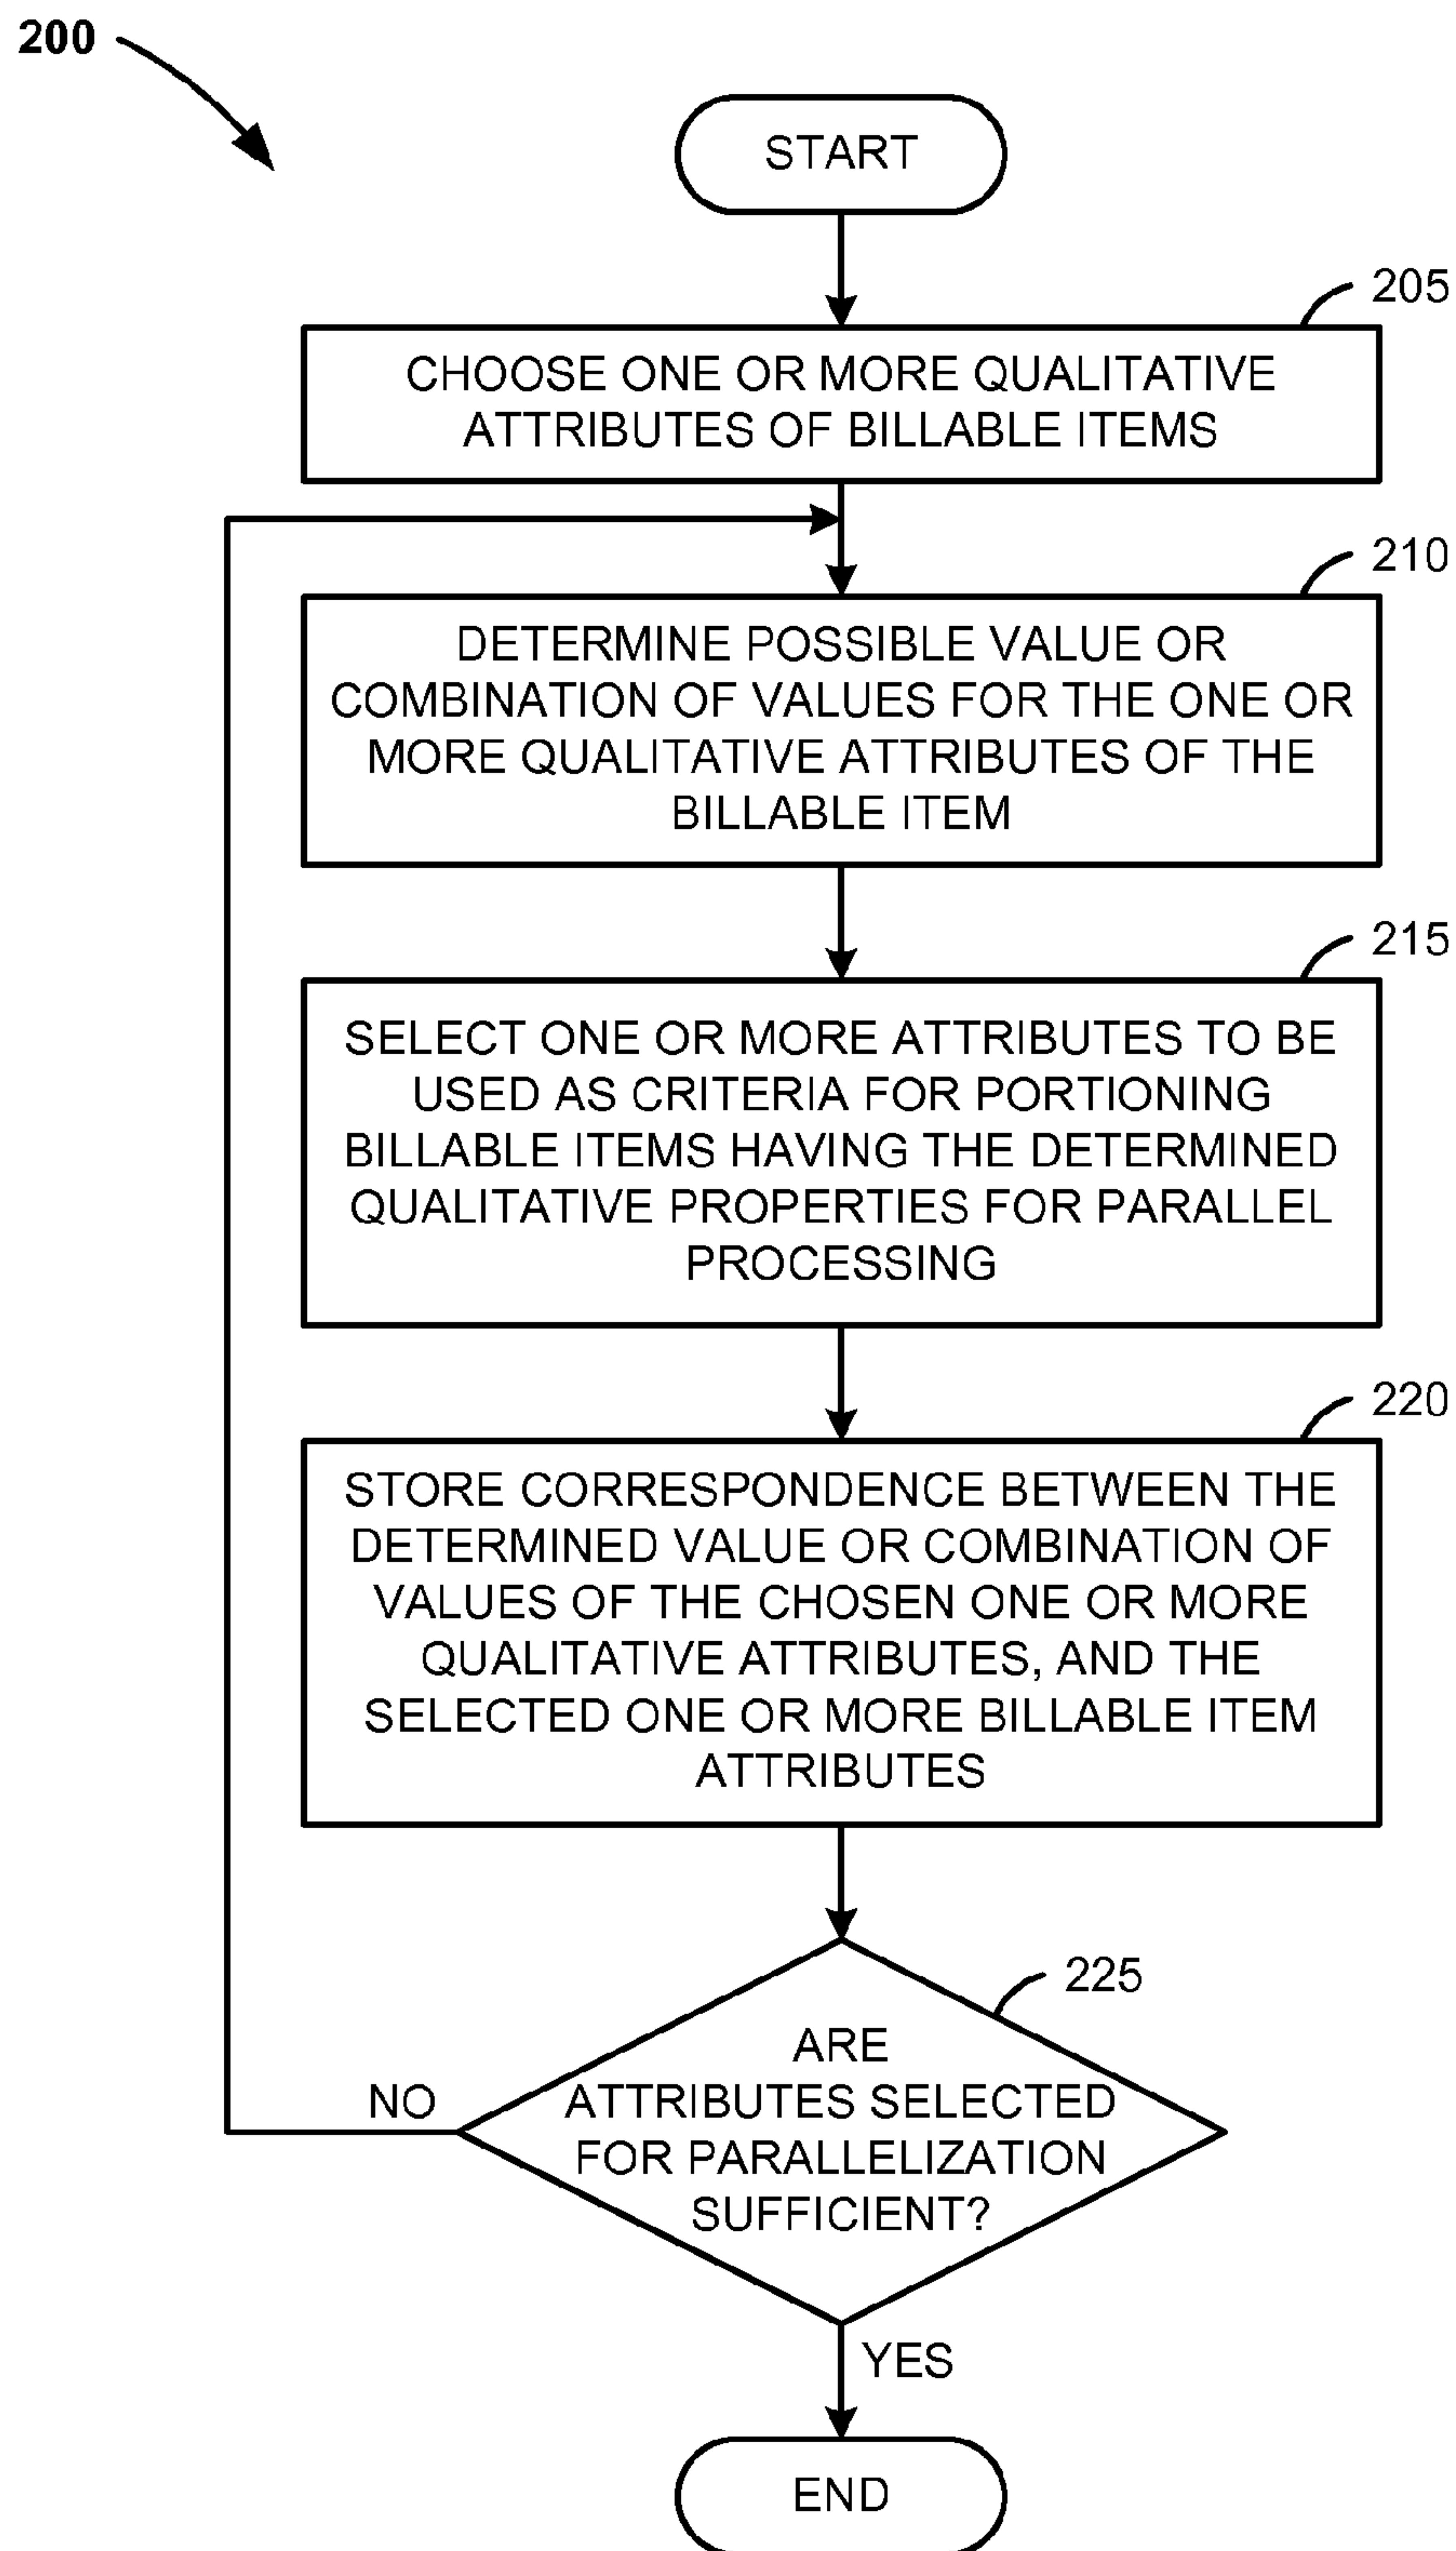 200
START
205
CHOOSE ONE OR MORE QUALITATIVE
ATTRIBUTES OF BILLABLE ITEMS
210
DETERMINE POSSIBLE VALUE OR
COMBINATION OF VALUES FOR THE ONE OR
MORE QUALITATIVE ATTRIBUTES OF THE
BILLABLE ITEM
215
SELECT ONE OR MORE ATTRIBUTES TO BE
USED AS CRITERIA FOR PORTIONING
BILLABLE ITEMS HAVING THE DETERMINED
QUALITATIVE PROPERTIES FOR PARALLEL
PROCESSING
220
STORE CORRESPONDENCE BETWEEN THE
DETERMINED VALUE OR COMBINATION OF
VALUES OF THE CHOSEN ONE OR MORE
QUALITATIVE ATTRIBUTES, AND THE
SELECTED ONE OR MORE BILLABLE ITEM
ATTRIBUTES
225
ARE
ATTRIBUTES SELECTED
FOR PARALLELIZATION
SUFFICIENT?
NO
YES
END